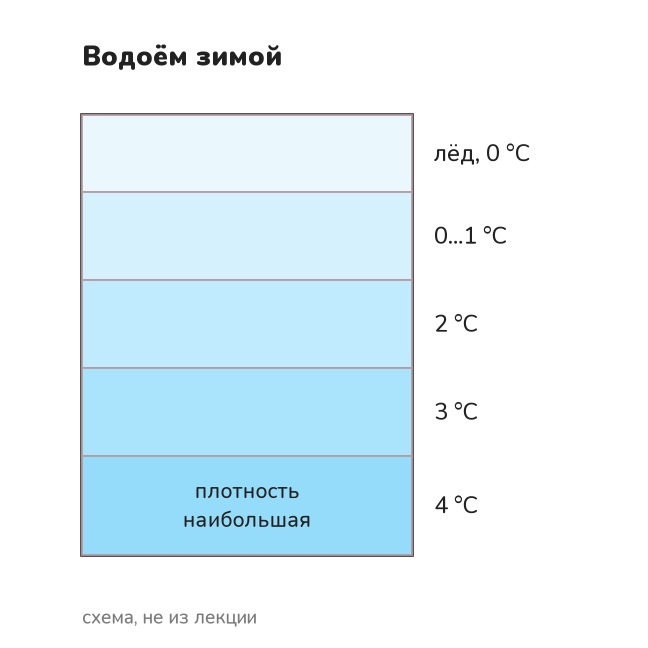 Водоём зимой
лёд, 0 °C
0...1 °C
2 °C
3 °C
плотность
наибольшая
4 °C
схема, не из лекции